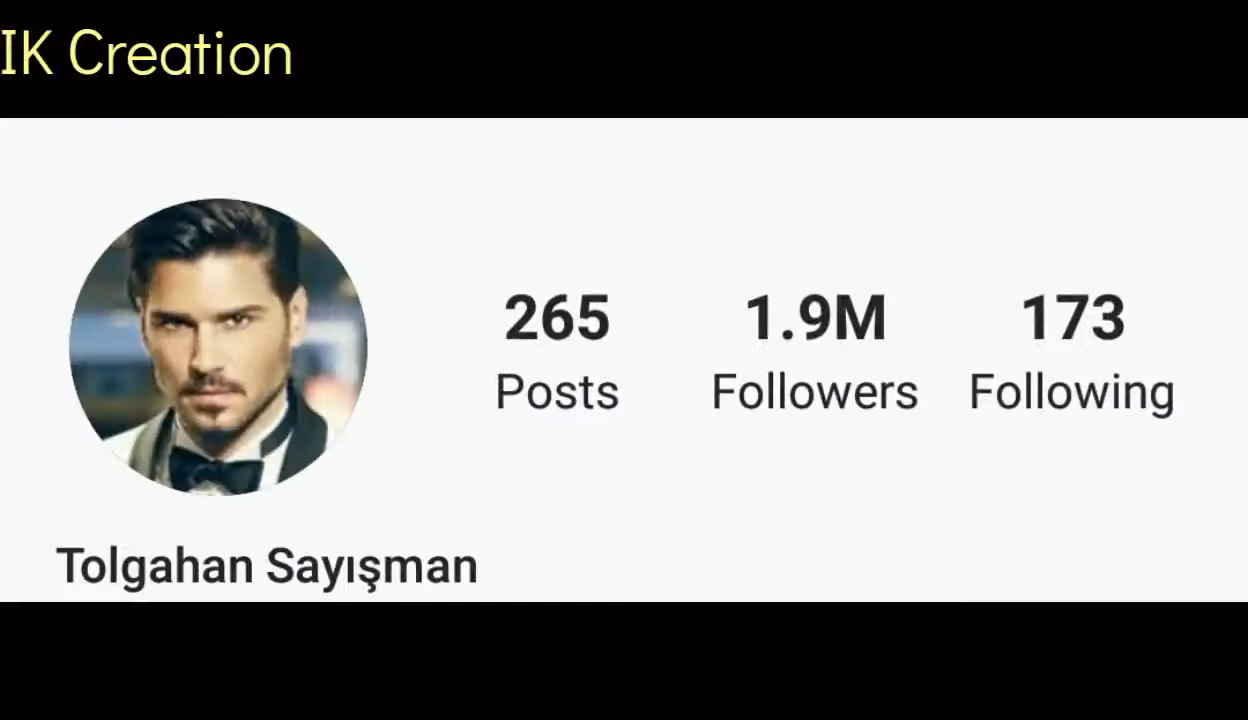 IK Creation
265 1.9M 173
Posts Followers Following
Tolgahan Sayışman